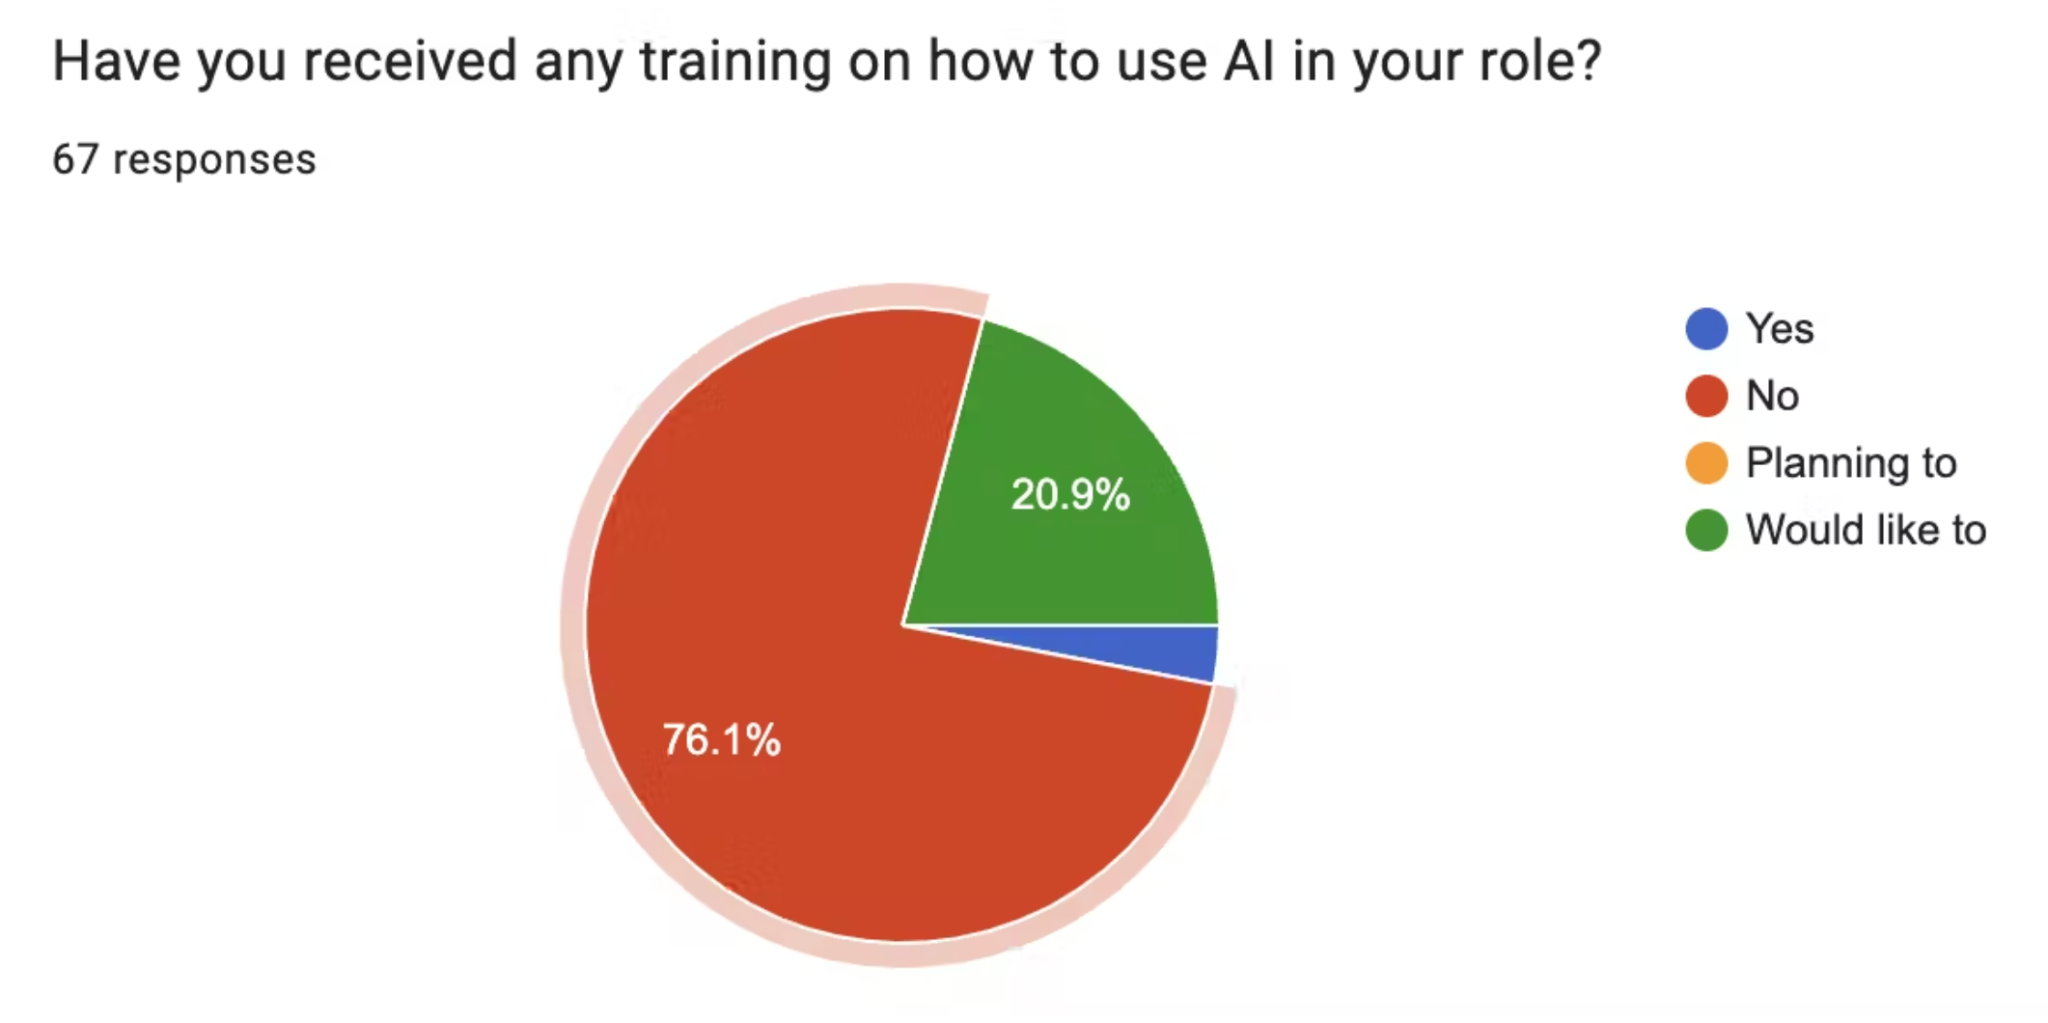 Have you received any training on how to use AI in your role?
67 responses
20.9%
76.1%
Yes
No
Planning to
Would like to